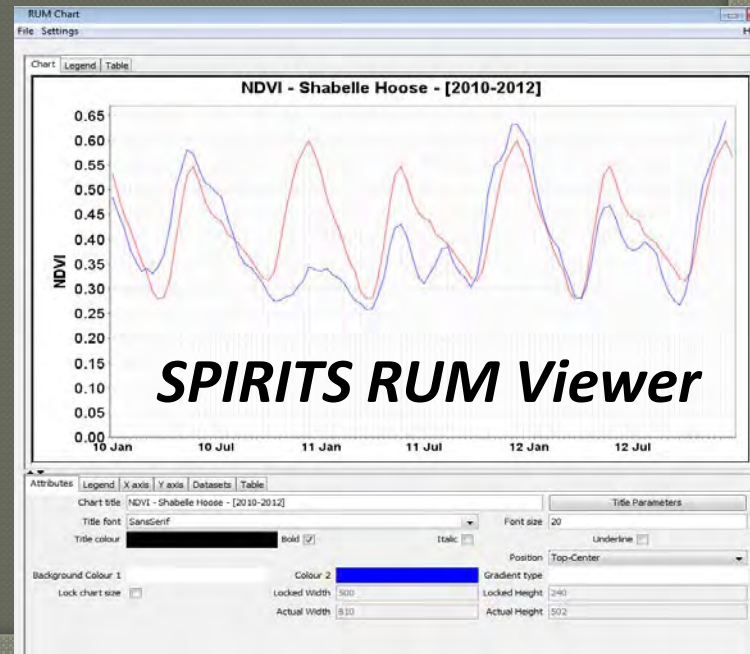 RUM Chart
File Settings H
Chart Legend Table
NDVI - Shabelle Hoose - [2010-2012]
0.65
0.60
0.55
0.50
0.45
0.40
0.35
0.30
0.25
0.20
0.15
0.10
0.05
0.00
NDVI
SPIRITS RUM Viewer
10 Jan 10 Jul 11 Jan 11 Jul 12 Jan 12 Jul
Attributes Legend X axis Y axis Datasets Table
Chart title NDVI - Shabelle Hoose - [2010-2012] Title Parameters
Title font SansSerif Font size 20
Title colour Bold Italic Underline
Position Top-Center
Background Colour 1 Colour 2 Gradient type
Lock chart size Locked Width 500 Locked Height 240
Actual Width 810 Actual Height 502